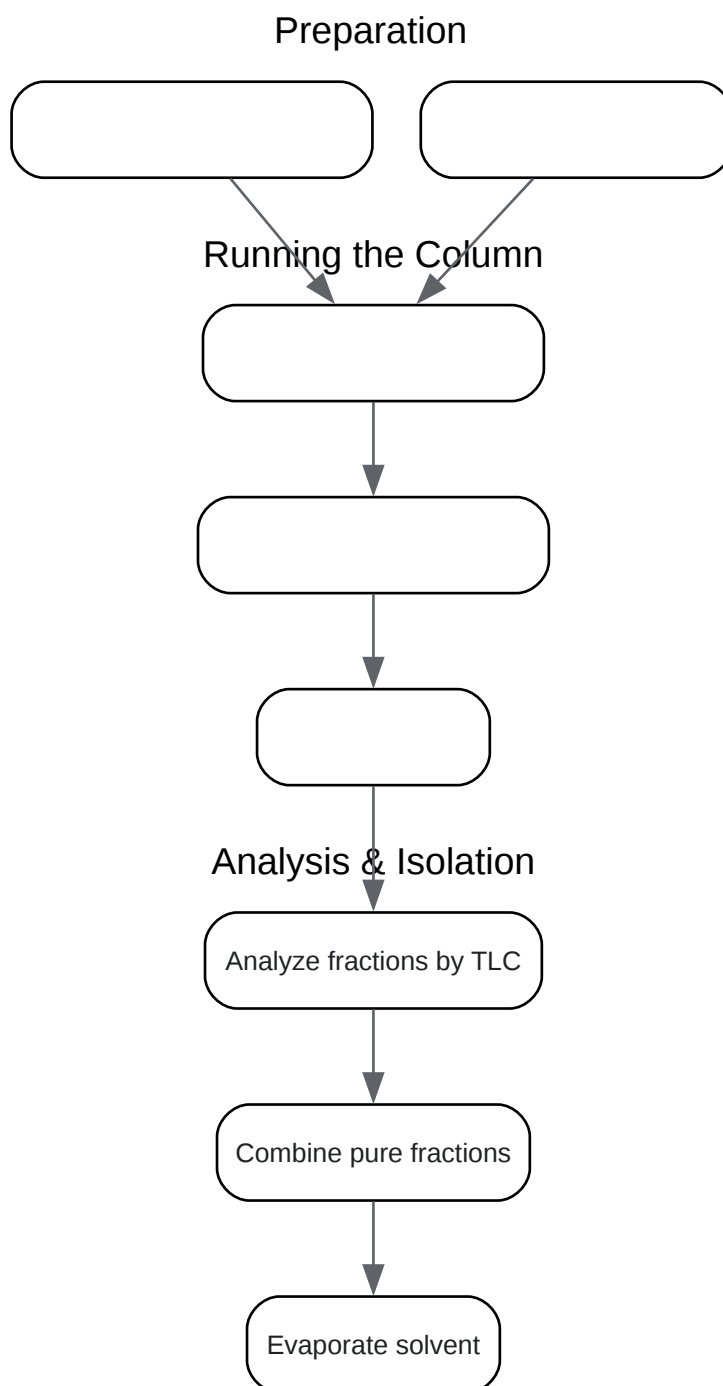 Preparation
Running the Column
Analysis & Isolation
Analyze fractions by TLC
Combine pure fractions
Evaporate solvent